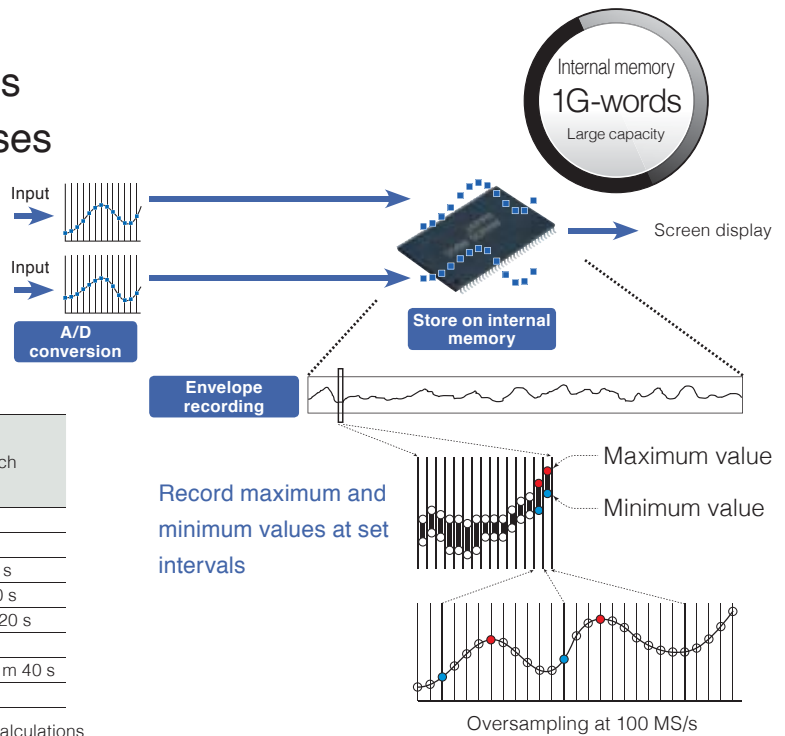 s
ses
Internal memory
1G-words
Large capacity
Input
Input
A/D
conversion
Store on internal
memory
Screen display
Envelope
recording
ch
s
0 s
20 s
m 40 s
alculations
Record maximum and
minimum values at set
intervals
Maximum value
Minimum value
Oversampling at 100 MS/s